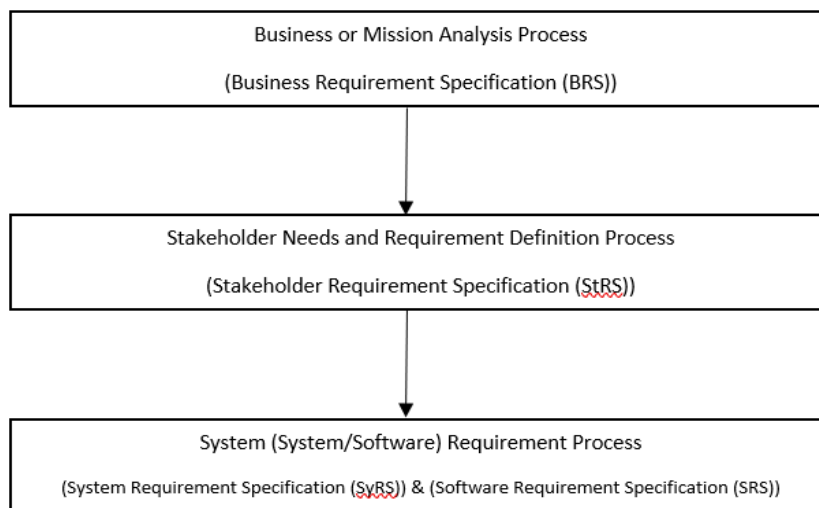 Business or Mission Analysis Process
(Business Requirement Specification (BRS))
Stakeholder Needs and Requirement Definition Process
(Stakeholder Requirement Specification (StRS))
System (System/Software) Requirement Process
(System Requirement Specification (SyRS)) & (Software Requirement Specification (SRS))